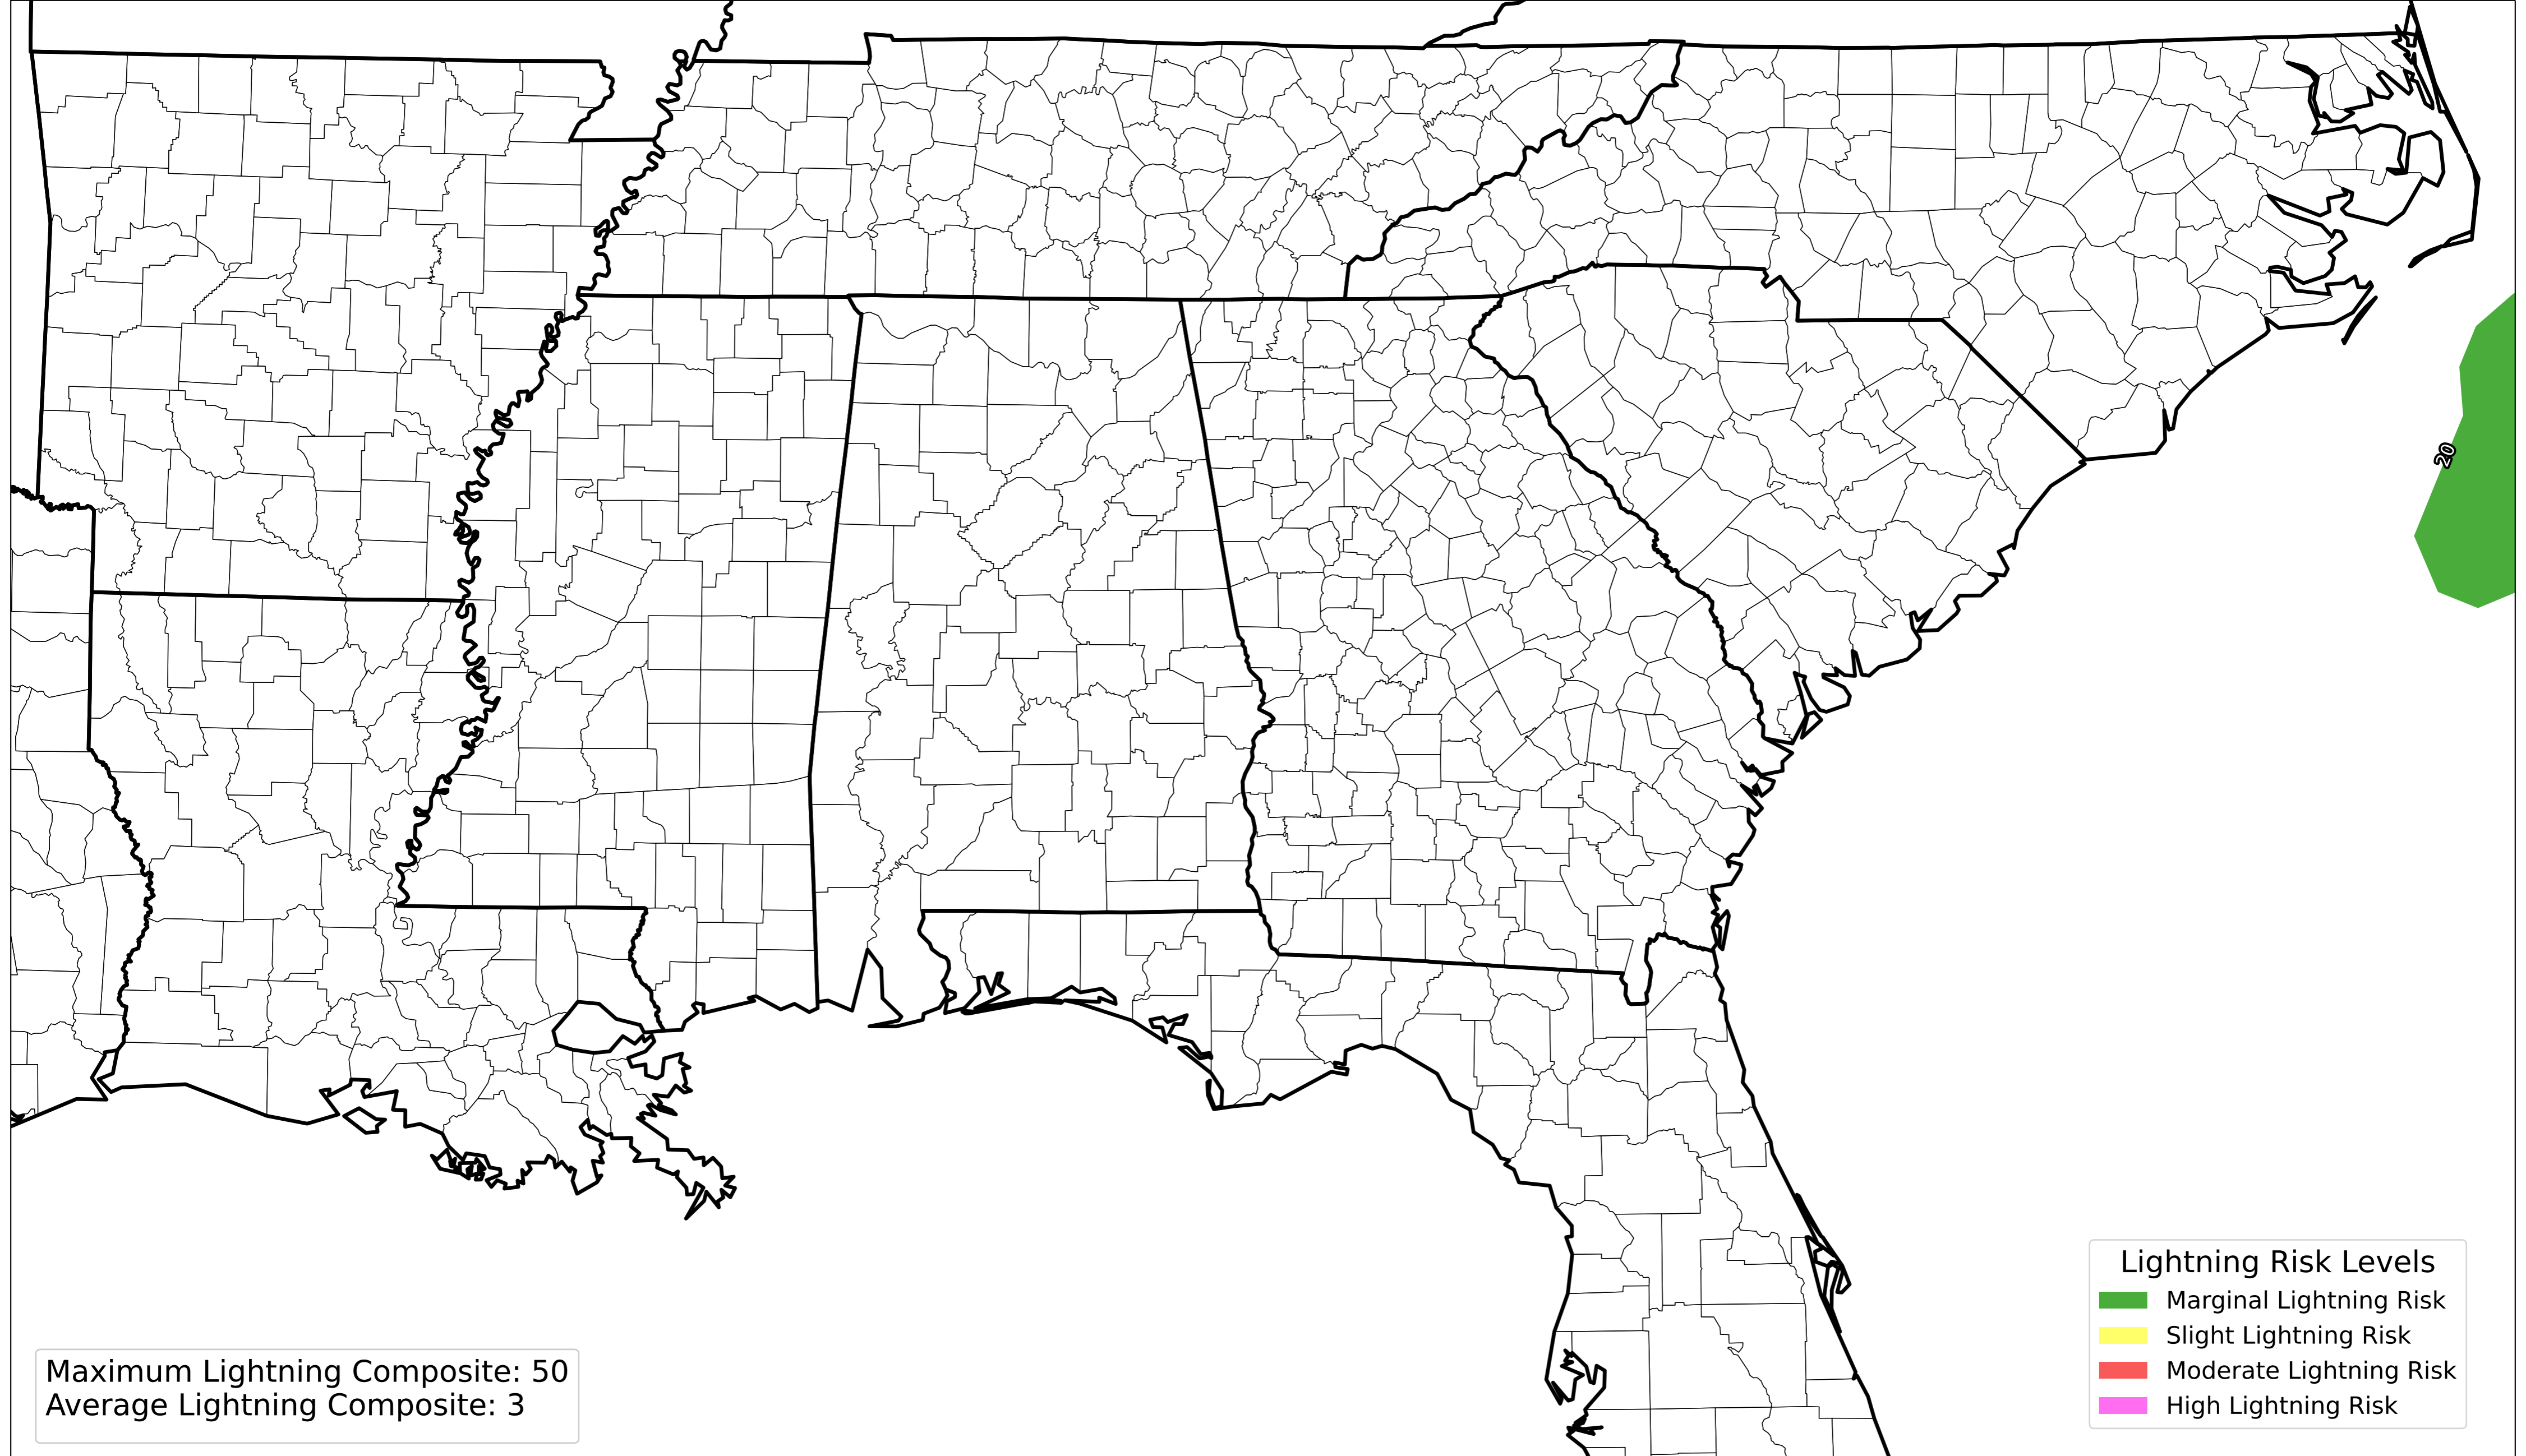 20
Lightning Risk Levels
Marginal Lightning Risk
Slight Lightning Risk
Moderate Lightning Risk
High Lightning Risk
Maximum Lightning Composite: 50
Average Lightning Composite: 3